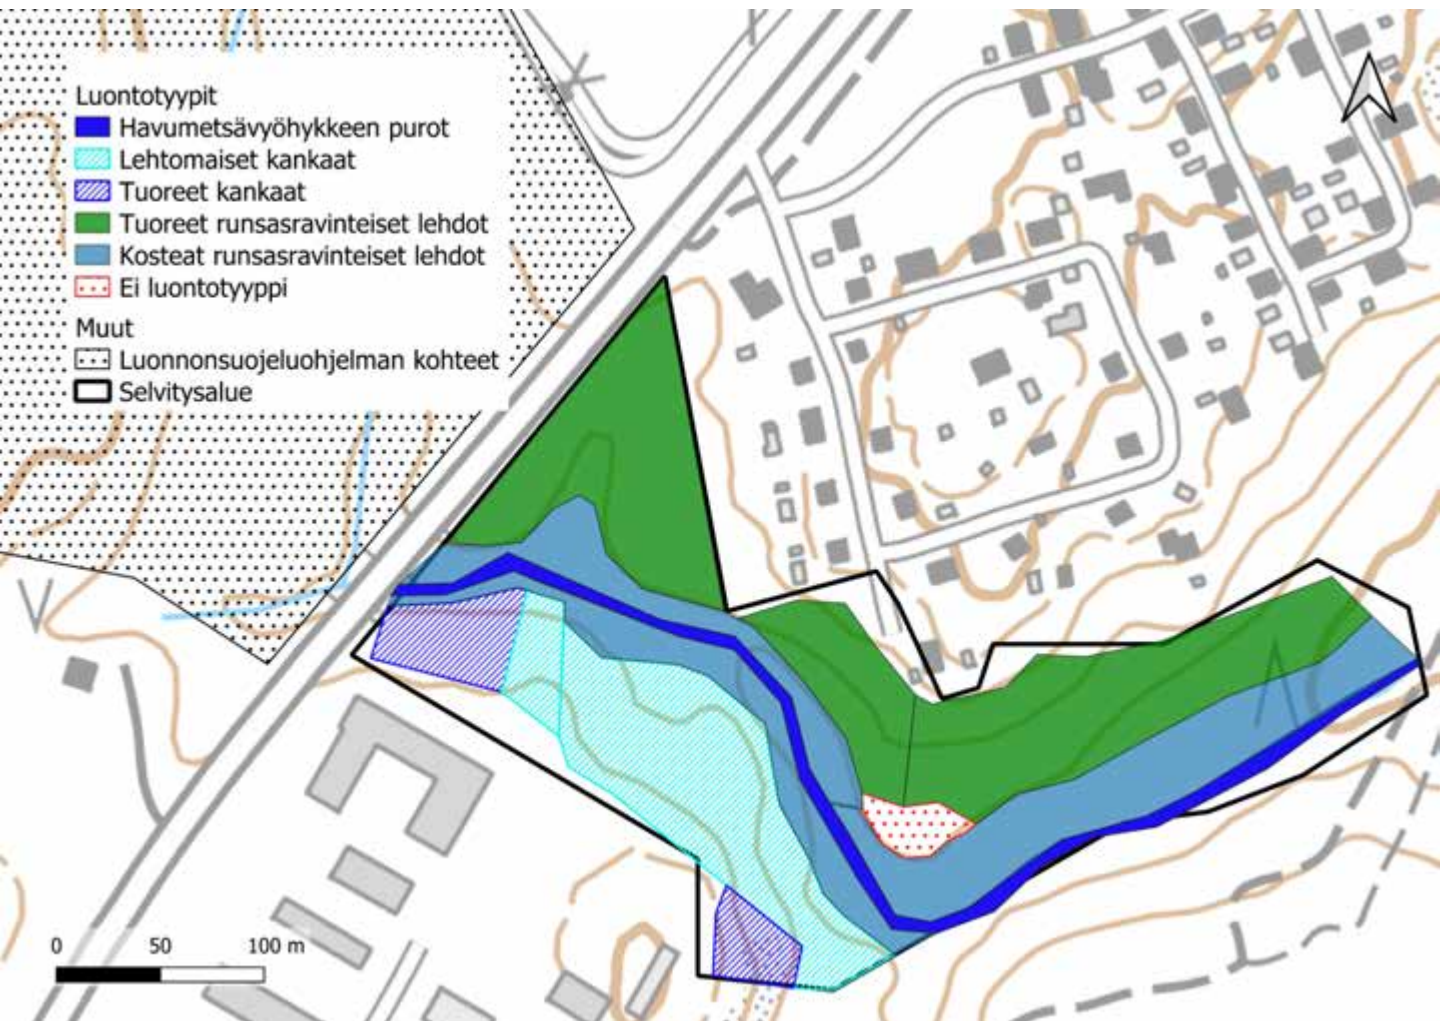 Luontotyypit
Havumetsävyöhykkeen purot
Lehtomaiset kankaat
Tuoreet kankaat
Tuoreet runsasravinteiset lehdot
Kosteat runsasravinteiset lehdot
Ei luontotyyppi
Muut
Luonnonsuojeluohjelman kohteet
Selvitysalue
0 50 100 m